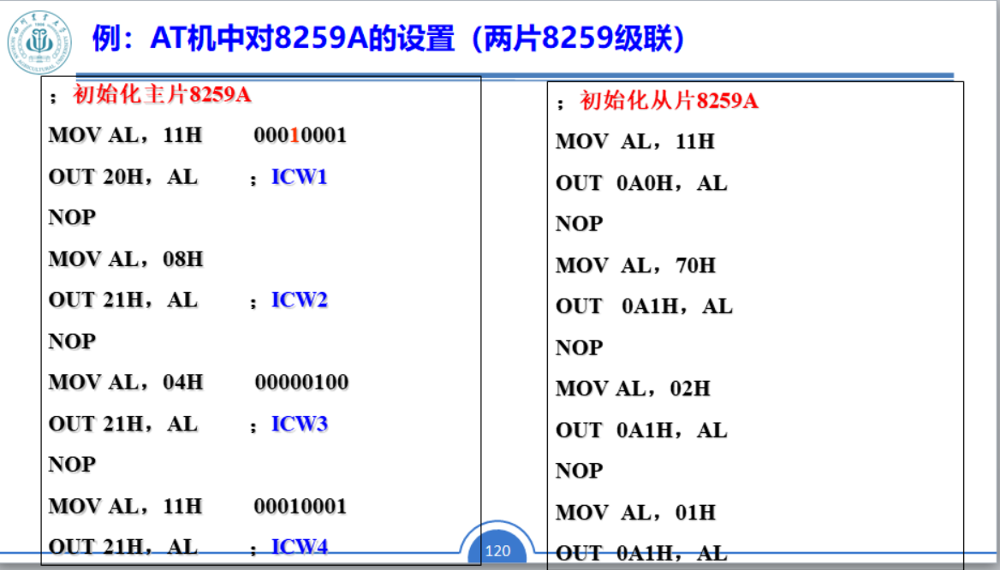 例：AT机中对8259A的设置（两片8259级联）
；初始化主片8259A
MOV AL，11H 00010001
OUT 20H，AL ；ICW1
NOP
MOV AL，08H
OUT 21H，AL ；ICW2
NOP
MOV AL，04H 00000100
OUT 21H，AL ；ICW3
NOP
MOV AL，11H 00010001
OUT 21H，AL ；ICW4
；初始化从片8259A
MOV AL，11H
OUT 0A0H，AL
NOP
MOV AL，70H
OUT 0A1H，AL
NOP
MOV AL，02H
OUT 0A1H，AL
NOP
MOV AL，01H
OUT 0A1H，AL
120